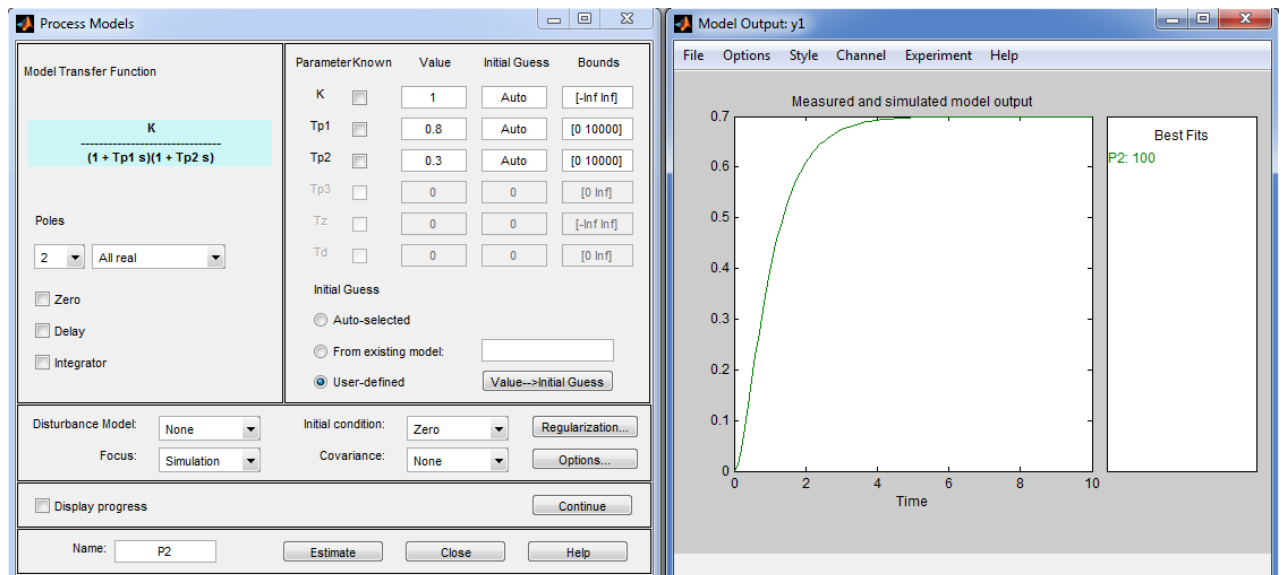 Process Models
Model Transfer Function
K
-------------------------------
(1 + Tp1 s)(1 + Tp2 s)
Poles
2 All real
Zero
Delay
Integrator
Parameter Known Value Initial Guess Bounds
K 1 Auto [-Inf Inf]
Tp1 0.8 Auto [0 10000]
Tp2 0.3 Auto [0 10000]
Tp3 0 0 [0 Inf]
Tz 0 0 [-Inf Inf]
Td 0 0 [0 Inf]
Initial Guess
Auto-selected
From existing model:
User-defined Value-->Initial Guess
Disturbance Model: None Initial condition: Zero Regularization...
Focus: Simulation Covariance: None Options...
Display progress Continue
Name: P2 Estimate Close Help
Model Output: y1
File Options Style Channel Experiment Help
Measured and simulated model output
0.7
0.6
0.5
0.4
0.3
0.2
0.1
0
0 2 4 6 8 10
Time
Best Fits
P2: 100